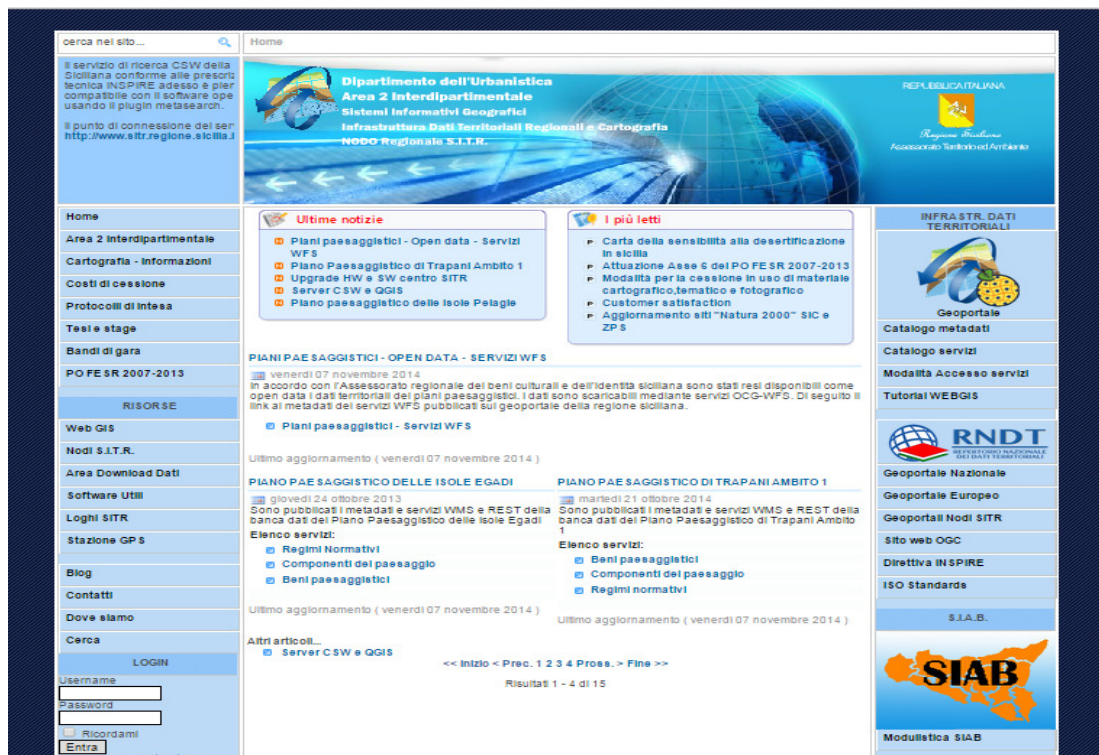 cerca nel sito...
Home
Il servizio di ricerca CSW della
Siciliana conforme alle prescriz
tecnica INSPIRE adesso è pier
compatibile con il software ope
usando il plugin metasearch.
Il punto di connessione del ser
http://www.sitr.regione.sicilia.i
Dipartimento dell'Urbanistica
Area 2 Interdipartimentale
Sistemi Informativi Geografici
Infrastruttura Dati Territoriali Regionali e Cartografia
NODO Regionale S.I.T.R.
REPUBBLICA ITALIANA
Regione Siciliana
Assessorato Territorio ed Ambiente
Home
Area 2 Interdipartimentale
Cartografia - Informazioni
Costi di cessione
Protocolli di intesa
Tesi e stage
Bandi di gara
PO FESR 2007-2013
RISORSE
Web GIS
Nodi S.I.T.R.
Area Download Dati
Software Utili
Loghi SITR
Stazione GPS
Blog
Contatti
Dove siamo
Cerca
LOGIN
Username
Password
Ricordami
Entra
Ultime notizie
Piani paesaggistici - Open data - Servizi
WFS
Piano Paesaggistico di Trapani Ambito 1
Upgrade HW e SW centro SITR
Server CSW e QGIS
Piano paesaggistico delle Isole Pelagie
I più letti
Carta della sensibilità alla desertificazione
in sicilia
Attuazione Asse 6 del PO FESR 2007-2013
Modalità per la cessione in uso di materiale
cartografico,tematico e fotografico
Customer satisfaction
Aggiornamento siti "Natura 2000" SIC e
ZPS
PIANI PAESAGGISTICI - OPEN DATA - SERVIZI WFS
venerdì 07 novembre 2014
In accordo con l'Assessorato regionale dei beni culturali e dell'identità siciliana sono stati resi disponibili come
open data i dati territoriali dei piani paesaggistici. I dati sono scaricabili mediante servizi OCG-WFS. Di seguito il
link ai metadati dei servizi WFS pubblicati sul geoportale della regione siciliana.
Piani paesaggistici - Servizi WFS
Ultimo aggiornamento ( venerdì 07 novembre 2014 )
PIANO PAESAGGISTICO DELLE ISOLE EGADI
giovedì 24 ottobre 2013
Sono pubblicati i metadati e servizi WMS e REST della
banca dati del Piano Paesaggistico delle Isole Egadi
Elenco servizi:
Regimi Normativi
Componenti del paesaggio
Beni paesaggistici
Ultimo aggiornamento ( venerdì 07 novembre 2014 )
PIANO PAESAGGISTICO DI TRAPANI AMBITO 1
martedì 21 ottobre 2014
Sono pubblicati i metadati e servizi WMS e REST della
banca dati del Piano Paesaggistico di Trapani Ambito
1
Elenco servizi:
Beni paesaggistici
Componenti del paesaggio
Regimi normativi
Ultimo aggiornamento ( venerdì 07 novembre 2014 )
Altri articoli...
Server CSW e QGIS
<< Inizio < Prec. 1 2 3 4 Pross. > Fine >>
Risultati 1 - 4 di 15
INFRASTR. DATI
TERRITORIALI
Geoportale
Catalogo metadati
Catalogo servizi
Modalità Accesso servizi
Tutorial WEBGIS
RNDT
REPERTORIO NAZIONALE
DEI DATI TERRITORIALI
Geoportale Nazionale
Geoportale Europeo
Geoportali Nodi SITR
Sito web OGC
Direttiva INSPIRE
ISO Standards
S.I.A.B.
SIAB
Modulistica SIAB